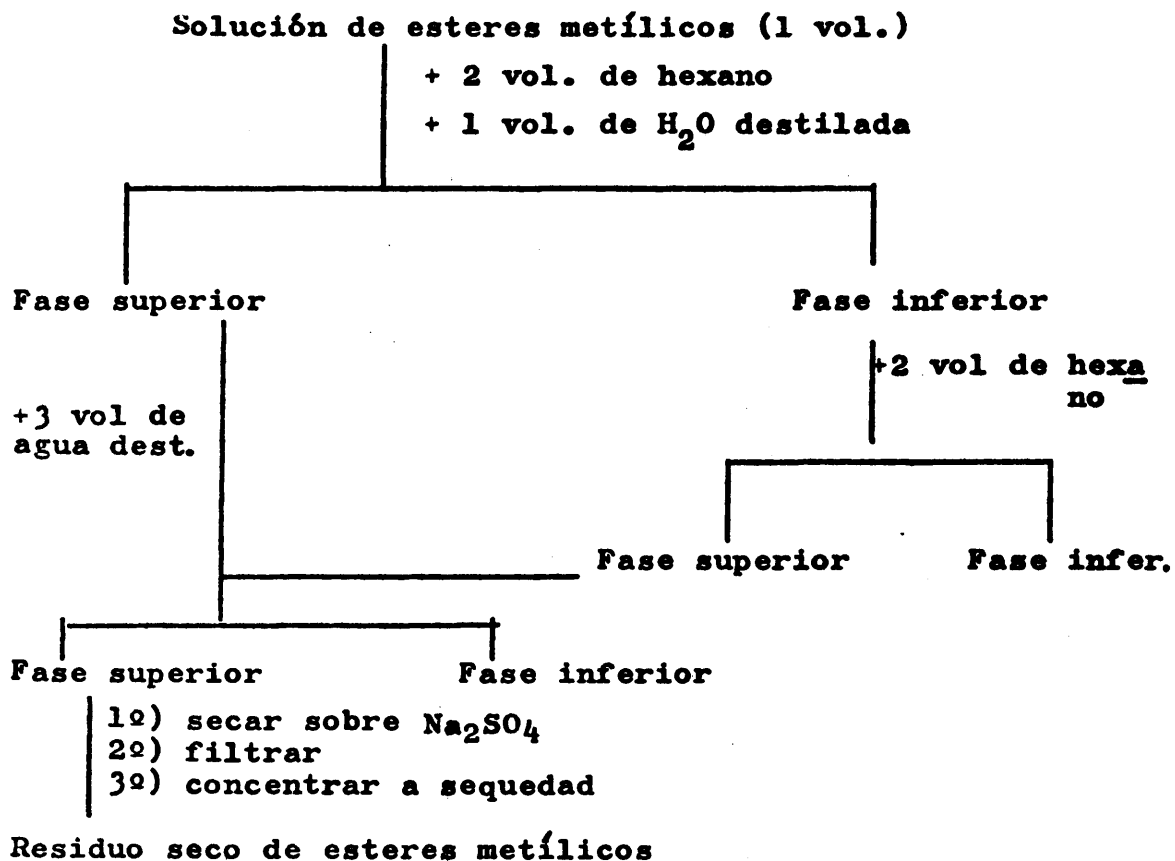 Solución de esteres metílicos (1 vol.)
+ 2 vol. de hexano
+ 1 vol. de H₂O destilada
Fase superior
Fase inferior
+2 vol de hexa
no
+3 vol de
agua dest.
Fase superior
Fase infer.
Fase superior
Fase inferior
1º) secar sobre Na₂SO₄
2º) filtrar
3º) concentrar a sequedad
Residuo seco de esteres metílicos